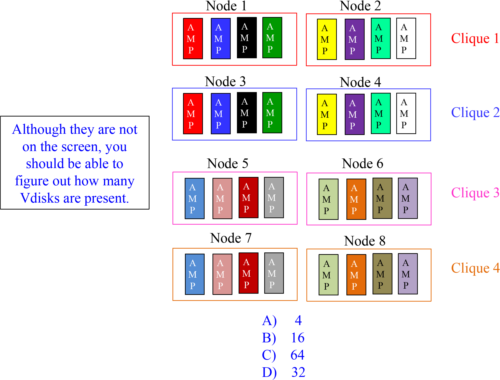 Node 1 Node 2
A A A A A A A A
M M M M M M M M
P P P P P P P P
Clique 1
Node 3 Node 4
A A A A A A A A
M M M M M M M M
P P P P P P P P
Clique 2
Although they are not
on the screen, you
should be able to
figure out how many
Vdisks are present.
Node 5 Node 6
A A A A A A A A
M M M M M M M M
P P P P P P P P
Clique 3
Node 7 Node 8
A A A A A A A A
M M M M M M M M
P P P P P P P P
Clique 4
A) 4
B) 16
C) 64
D) 32